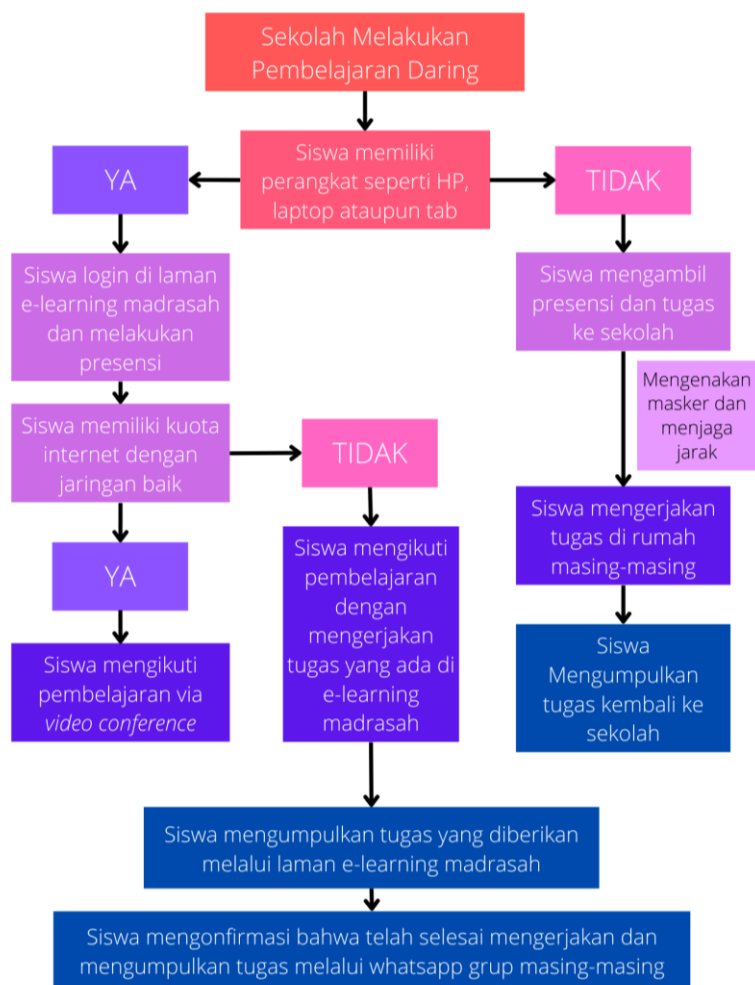 Sekolah Melakukan
Pembelajaran Daring
Siswa memiliki
perangkat seperti HP,
laptop ataupun tab
YA
TIDAK
Siswa login di laman
e-learning madrasah
dan melakukan
presensi
Siswa mengambil
presensi dan tugas
ke sekolah
Mengenakan
masker dan
menjaga
jarak
Siswa memiliki kuota
internet dengan
jaringan baik
TIDAK
YA
Siswa mengikuti
pembelajaran via
video conference
Siswa mengikuti
pembelajaran
dengan
mengerjakan
tugas yang ada di
e-learning
madrasah
Siswa mengerjakan
tugas di rumah
masing-masing
Siswa
Mengumpulkan
tugas kembali ke
sekolah
Siswa mengumpulkan tugas yang diberikan
melalui laman e-learning madrasah
Siswa mengonfirmasi bahwa telah selesai mengerjakan dan
mengumpulkan tugas melalui whatsapp grup masing-masing